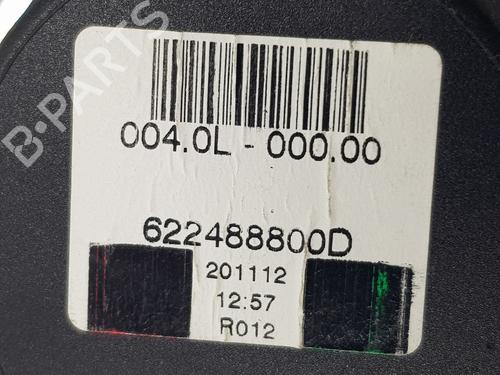 B-PARTS
004.0L - 000.00
622488800D
201112
12:57
R012